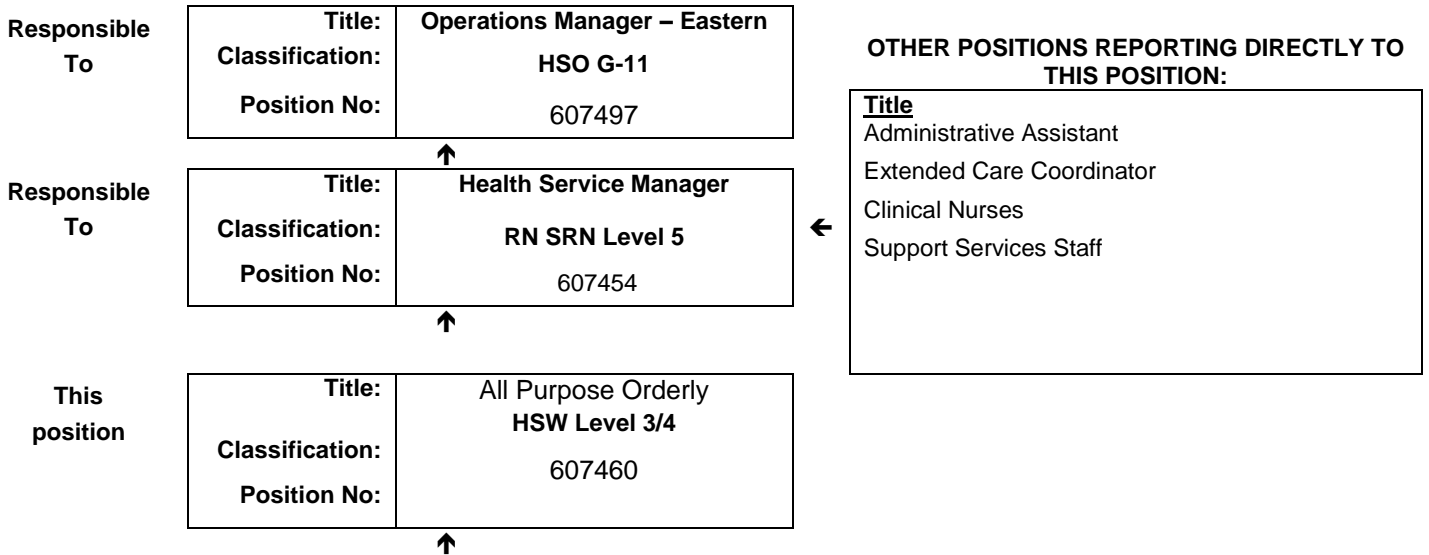 Responsible
To
Title: Operations Manager – Eastern
Classification: HSO G-11
Position No: 607497
🡩
OTHER POSITIONS REPORTING DIRECTLY TO
THIS POSITION:
Title
Administrative Assistant
Extended Care Coordinator
Clinical Nurses
Support Services Staff
🡨
Responsible
To
Title: Health Service Manager
Classification: RN SRN Level 5
Position No: 607454
🡩
This
position
Title: All Purpose Orderly
HSW Level 3/4
Classification:
607460
Position No:
🡩